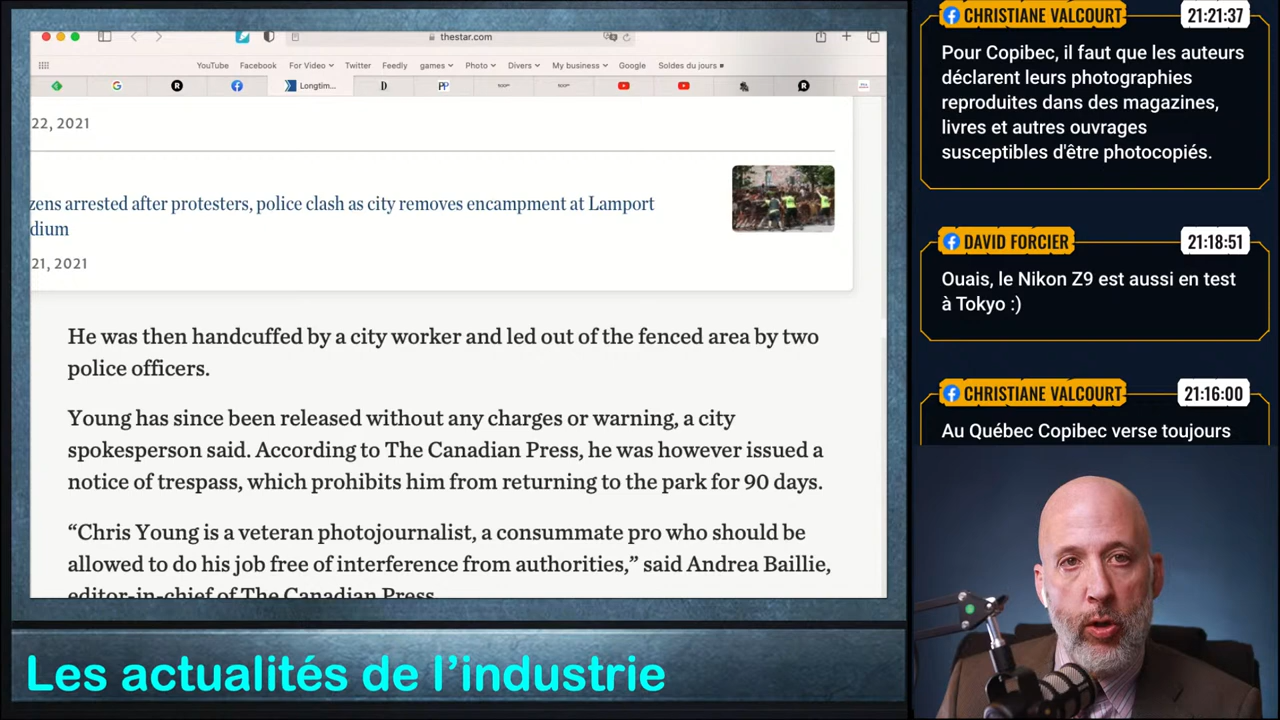 thestar.com
YouTube Facebook For Video Twitter Feedly games Photo Divers My business Google Soldes du jours
Longtim...
22, 2021
zens arrested after protesters, police clash as city removes encampment at Lamport
dium
21, 2021
He was then handcuffed by a city worker and led out of the fenced area by two
police officers.
Young has since been released without any charges or warning, a city
spokesperson said. According to The Canadian Press, he was however issued a
notice of trespass, which prohibits him from returning to the park for 90 days.
“Chris Young is a veteran photojournalist, a consummate pro who should be
allowed to do his job free of interference from authorities,” said Andrea Baillie,
editor-in-chief of The Canadian Press
Les actualités de l’industrie
CHRISTIANE VALCOURT 21:21:37
Pour Copibec, il faut que les auteurs
déclarent leurs photographies
reproduites dans des magazines,
livres et autres ouvrages
susceptibles d'être photocopiés.
DAVID FORCIER 21:18:51
Ouais, le Nikon Z9 est aussi en test
à Tokyo :)
CHRISTIANE VALCOURT 21:16:00
Au Québec Copibec verse toujours